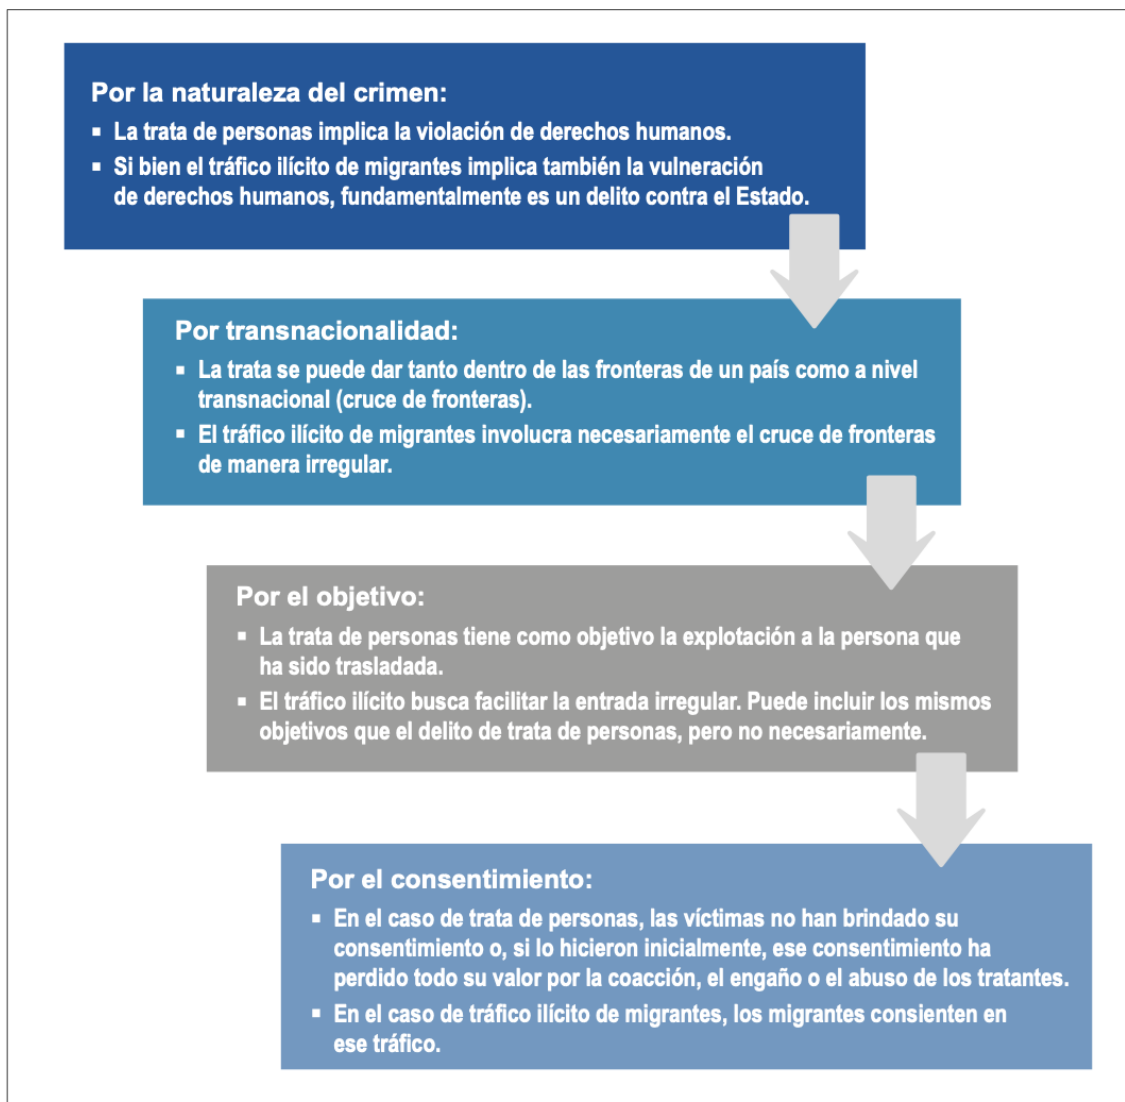 Por la naturaleza del crimen:
▪ La trata de personas implica la violación de derechos humanos.
▪ Si bien el tráfico ilícito de migrantes implica también la vulneración
de derechos humanos, fundamentalmente es un delito contra el Estado.
Por transnacionalidad:
▪ La trata se puede dar tanto dentro de las fronteras de un país como a nivel
transnacional (cruce de fronteras).
▪ El tráfico ilícito de migrantes involucra necesariamente el cruce de fronteras
de manera irregular.
Por el objetivo:
▪ La trata de personas tiene como objetivo la explotación a la persona que
ha sido trasladada.
▪ El tráfico ilícito busca facilitar la entrada irregular. Puede incluir los mismos
objetivos que el delito de trata de personas, pero no necesariamente.
Por el consentimiento:
▪ En el caso de trata de personas, las víctimas no han brindado su
consentimiento o, si lo hicieron inicialmente, ese consentimiento ha
perdido todo su valor por la coacción, el engaño o el abuso de los tratantes.
▪ En el caso de tráfico ilícito de migrantes, los migrantes consienten en
ese tráfico.